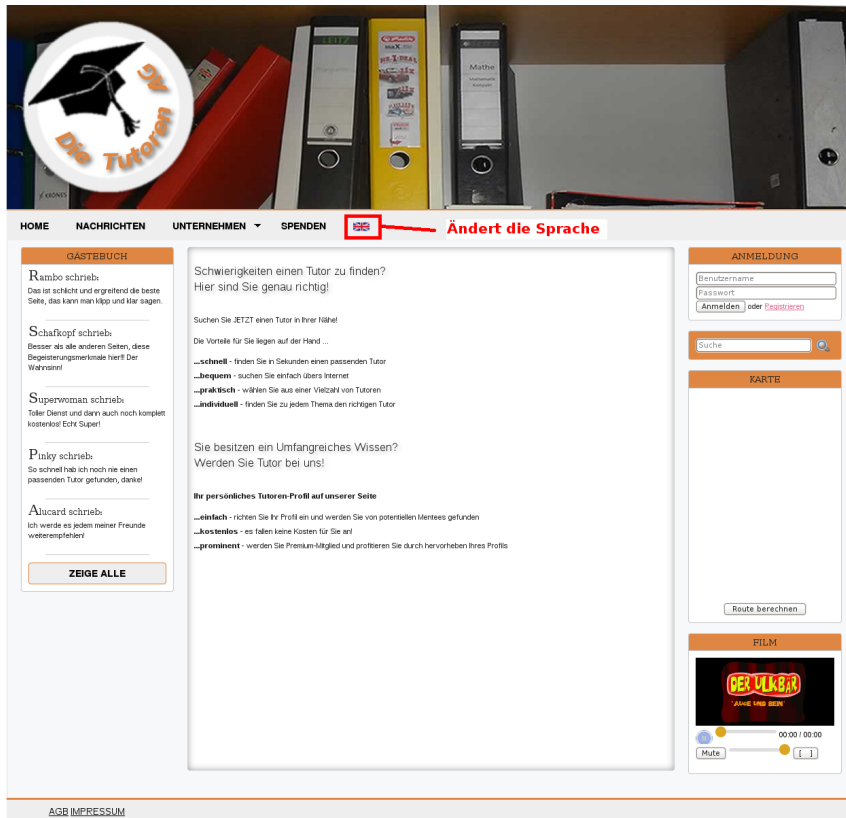 Die Tutoren AG
LEITZ
Mathe
KRONES
HOME NACHRICHTEN UNTERNEHMEN SPENDEN
Ändert die Sprache
GÄSTEBUCH
Rambo schrieb:
Das ist schlicht und ergreifend die beste
Seite, das kann man klipp und klar sagen.
Schafkopf schrieb:
Besser als alle anderen Seiten, diese
Begeisterungsmerkmale hier!!! Der
Wahnsinn!
Superwoman schrieb:
Toller Dienst und dann auch noch komplett
kostenlos! Echt Super!
Pinky schrieb:
So schnell hab ich noch nie einen
passenden Tutor gefunden, danke!
Alucard schrieb:
Ich werde es jedem meiner Freunde
weiterempfehlen!
ZEIGE ALLE
Schwierigkeiten einen Tutor zu finden?
Hier sind Sie genau richtig!
Suchen Sie JETZT einen Tutor in Ihrer Nähe!
Die Vorteile für Sie liegen auf der Hand ...
...schnell - finden Sie in Sekunden einen passenden Tutor
...bequem - suchen Sie einfach übers Internet
...praktisch - wählen Sie aus einer Vielzahl von Tutoren
...individuell - finden Sie zu jedem Thema den richtigen Tutor
Sie besitzen ein Umfangreiches Wissen?
Werden Sie Tutor bei uns!
Ihr persönliches Tutoren-Profil auf unserer Seite
...einfach - richten Sie Ihr Profil ein und werden Sie von potentiellen Mentees gefunden
...kostenlos - es fallen keine Kosten für Sie an!
...prominent - werden Sie Premium-Mitglied und profitieren Sie durch hervorheben Ihres Profils
ANMELDUNG
Benutzername
Passwort
Anmelden oder Registrieren
Suche
KARTE
Route berechnen
FILM
DER ULKBÄR
"AUGE UND BEIN"
00:00 / 00:00
Mute [ ]
AGB IMPRESSUM